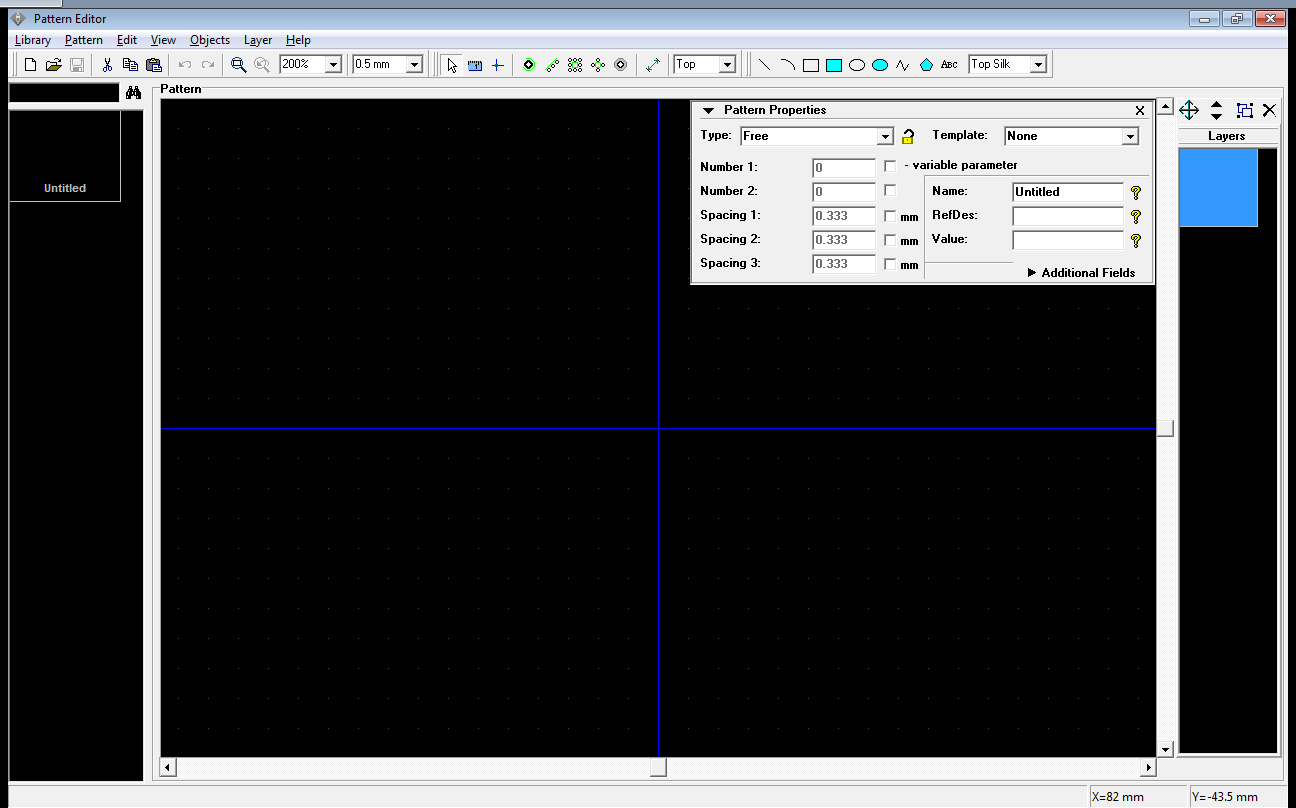 Pattern Editor
Library Pattern Edit View Objects Layer Help
200% 0.5 mm Top ABC Top Silk
Pattern
Untitled
Pattern Properties
Type: Free Template: None
Number 1: 0 - variable parameter
Number 2: 0 Name: Untitled
Spacing 1: 0.333 mm RefDes:
Spacing 2: 0.333 mm Value:
Spacing 3: 0.333 mm
Additional Fields
Layers
X=82 mm Y=-43.5 mm